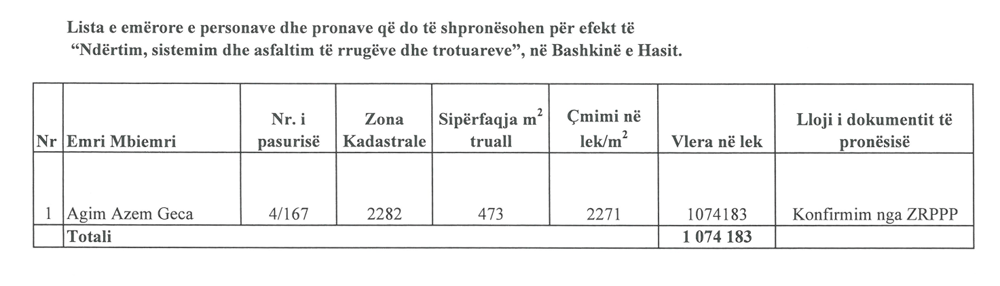 Lista e emërore e personave dhe pronave që do të shpronësohen për efekt të
“Ndërtim, sistemim dhe asfaltim të rrugëve dhe trotuareve”, në Bashkinë e Hasit.
Nr Emri Mbiemri Nr. i pasurisë Zona Kadastrale Sipërfaqja m² truall Çmimi në lek/m² Vlera në lek Lloji i dokumentit të pronësisë
1 Agim Azem Geca 4/167 2282 473 2271 1074183 Konfirmim nga ZRPPP
Totali 1 074 183